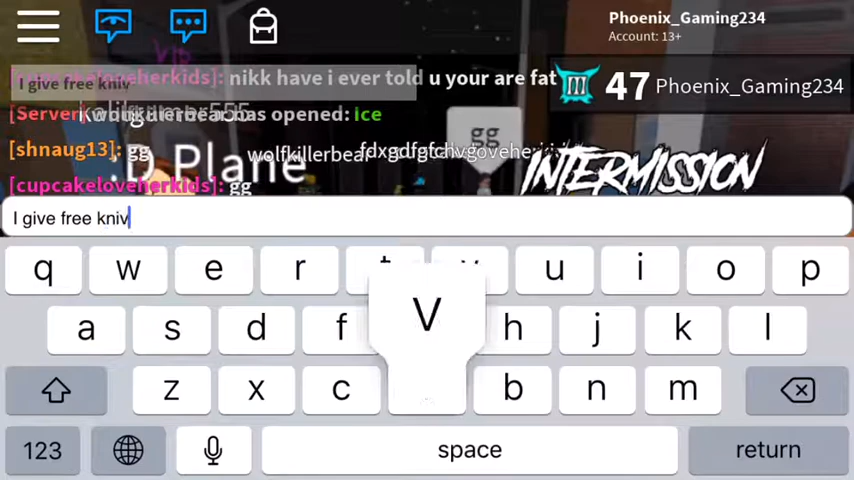 Phoenix_Gaming234
Account: 13+
VIP
nikk have i ever told u your are fat
I give free kniv
47 Phoenix_Gaming234
has opened: ice
[shnaug13]: gg
gg
:D Plane
wolfkillerbear
INTERMISSION
[cupcakeloveherkids]: gg
I give free kniv
q w e r t y u i o p
V
a s d f h j k l
z x c b n m
123 space return